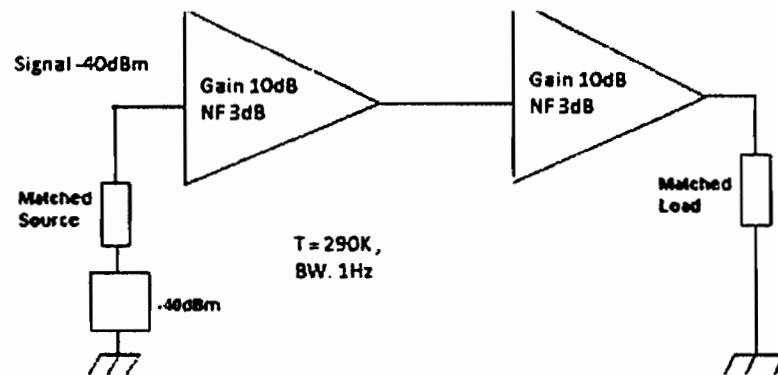 Signal -40dBm
Gain 10dB
NF 3dB
Gain 10dB
NF 3dB
Matched
Source
Matched
Load
T = 290K,
BW. 1Hz
-40dBm